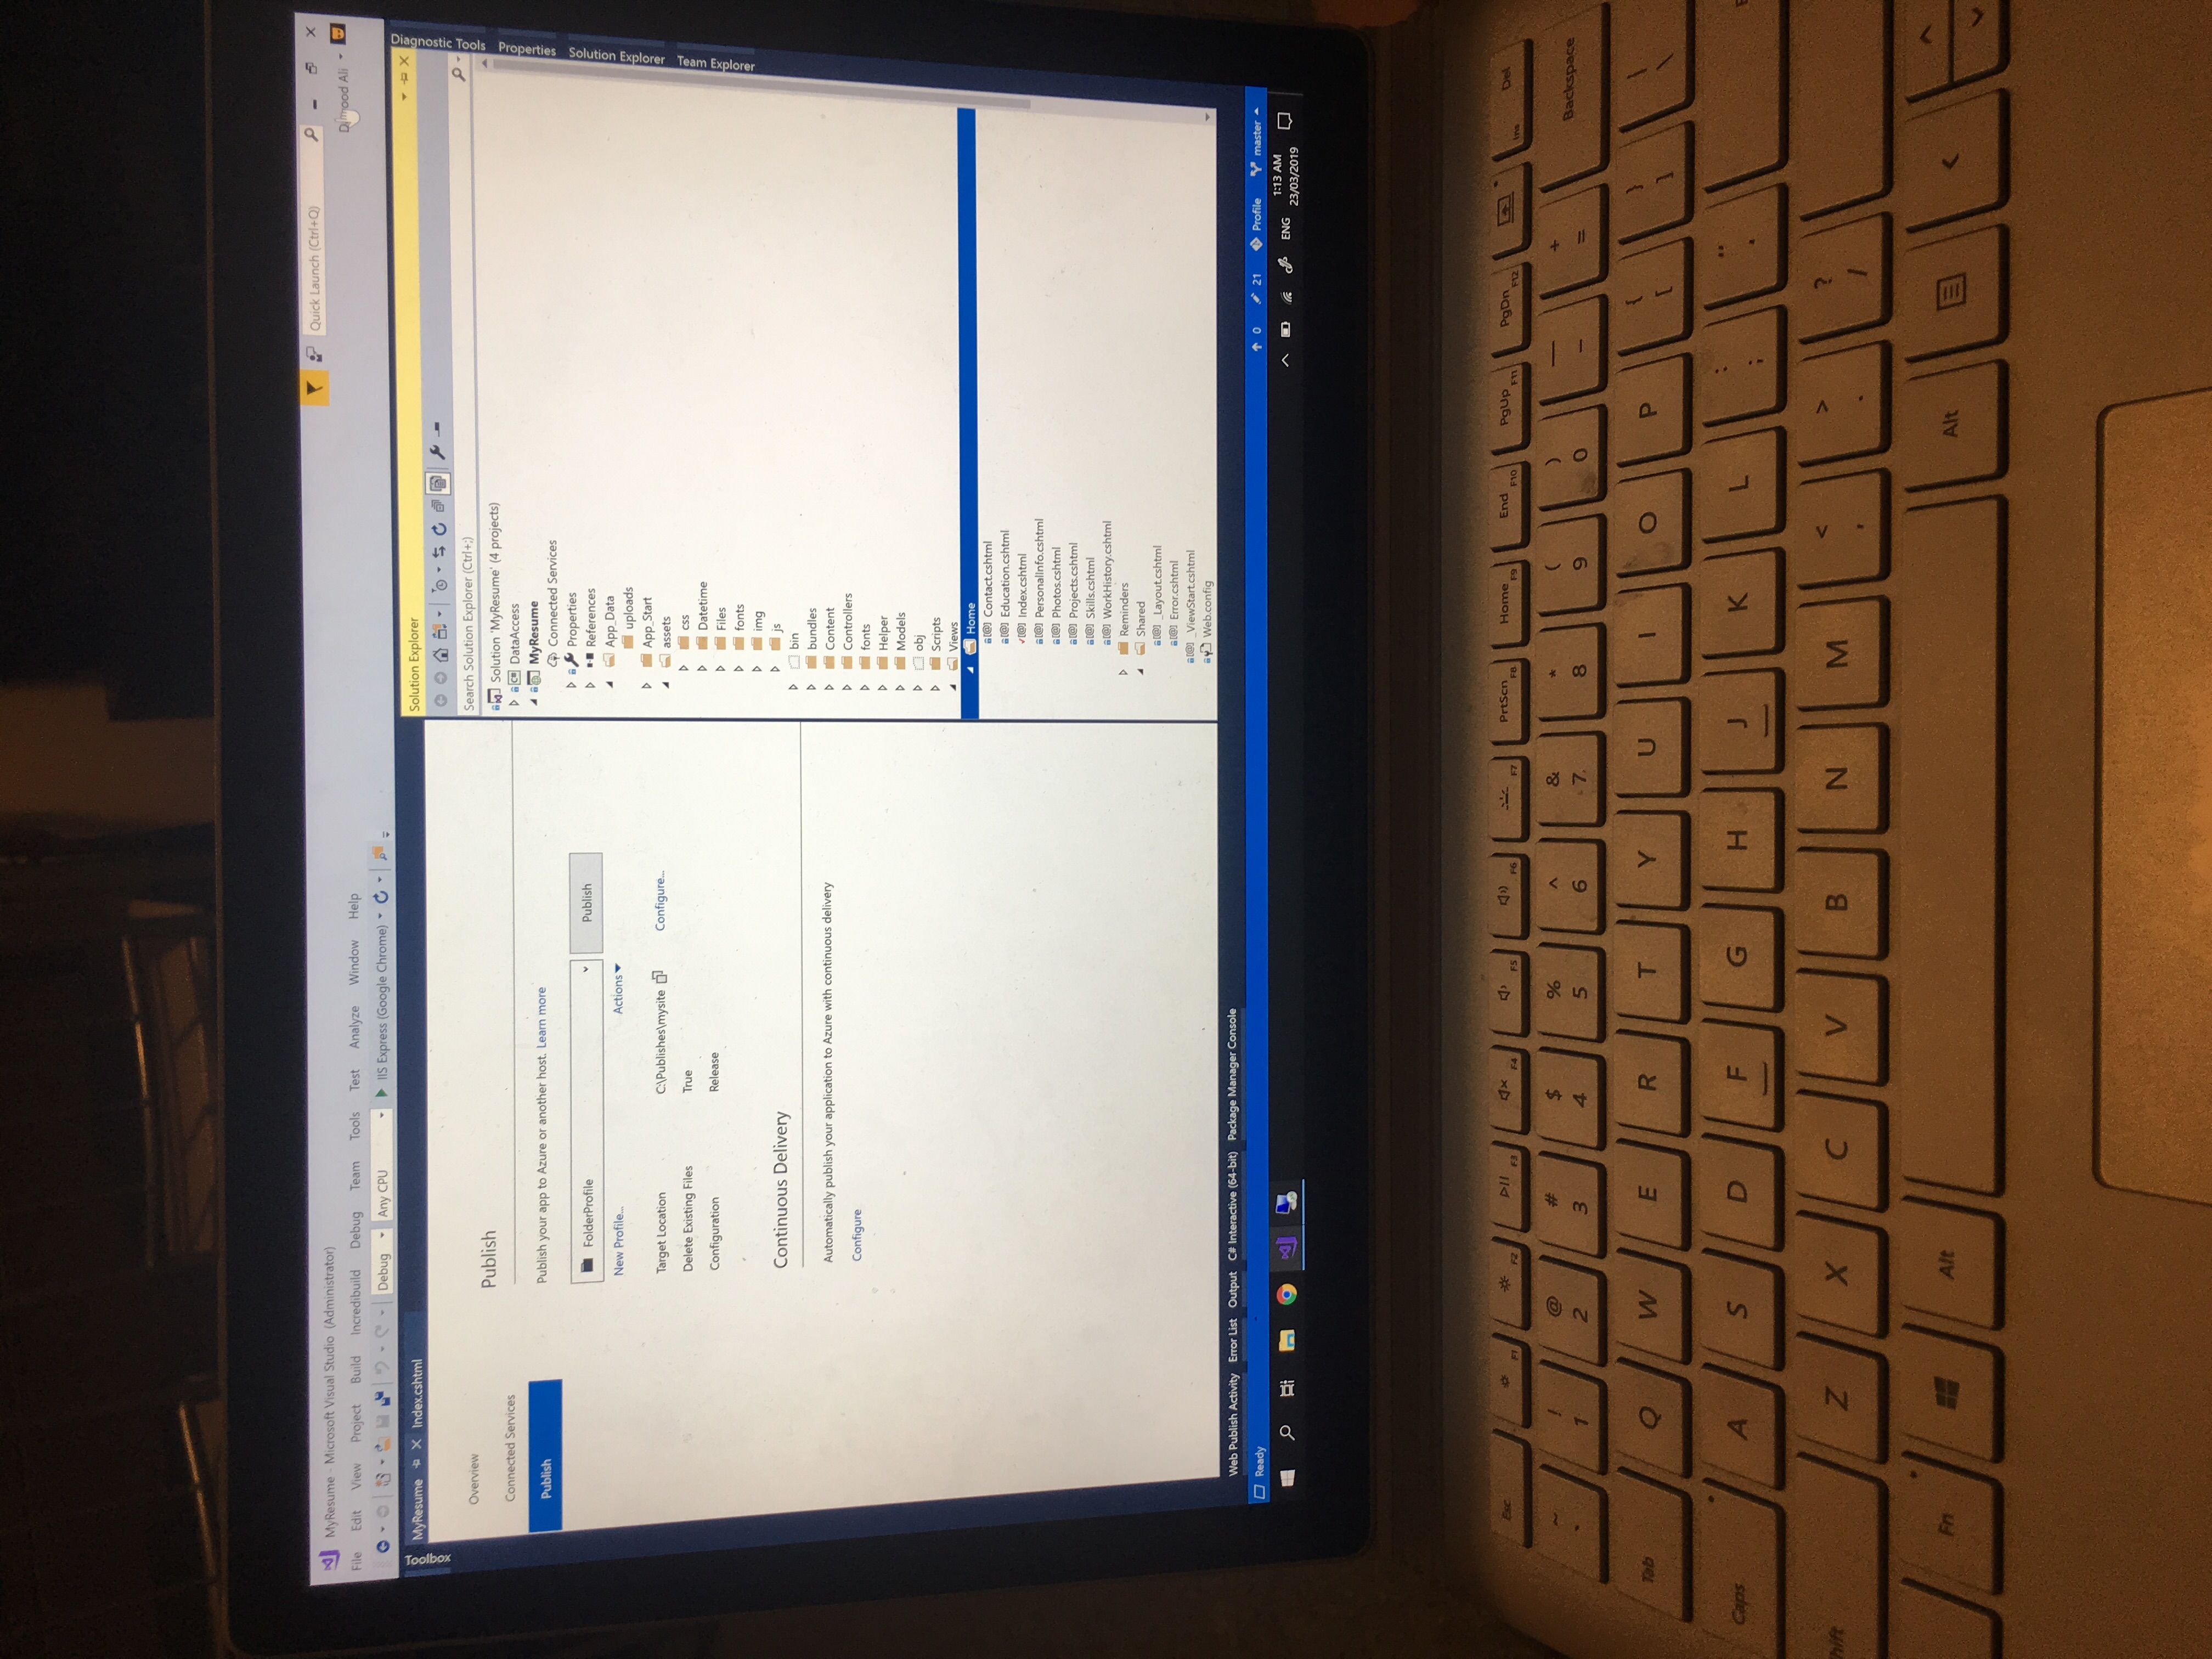 MyResume - Microsoft Visual Studio (Administrator)
Quick Launch (Ctrl+Q)
File Edit View Project Build Incredibuild Debug Team Tools Test Analyze Window Help
Ali
Debug Any CPU IIS Express (Google Chrome)
Toolbox
MyResume Index.cshtml
Overview
Connected Services
Publish
Publish
Publish your app to Azure or another host. Learn more
FolderProfile Publish
New Profile... Actions
Target Location C:\Publishes\mysite Configure...
Delete Existing Files True
Configuration Release
Continuous Delivery
Automatically publish your application to Azure with continuous delivery
Configure
Solution Explorer
Search Solution Explorer (Ctrl+;)
Solution 'MyResume' (4 projects)
C# DataAccess
MyResume
Connected Services
Properties
References
App_Data
uploads
App_Start
assets
css
Datetime
Files
fonts
img
js
bin
bundles
Content
Controllers
fonts
Helper
Models
obj
Scripts
Views
Home
Contact.cshtml
Education.cshtml
Index.cshtml
PersonalInfo.cshtml
Photos.cshtml
Projects.cshtml
Skills.cshtml
WorkHistory.cshtml
Reminders
Shared
_Layout.cshtml
Error.cshtml
_ViewStart.cshtml
Web.config
Diagnostic Tools
Properties
Solution Explorer
Team Explorer
Web Publish Activity Error List Output C# Interactive (64-bit) Package Manager Console
Ready 0 21 Profile master
ENG 1:13 AM
23/03/2019
Esc F1 F2 F3 F4 F5 F6 F7 PrtScn F8 Home F9 End F10 PgUp F11 PgDn F12 Ins Del
~ ` ! 1 @ 2 # 3 $ 4 % 5 ^ 6 & 7 * 8 ( 9 ) 0 — - + = Backspace
Tab Q W E R T Y U I O P { [ } ] | \
Caps A S D F G H J K L : ; " '
Z X C V B N M < , > . ? /
Fn Alt Alt